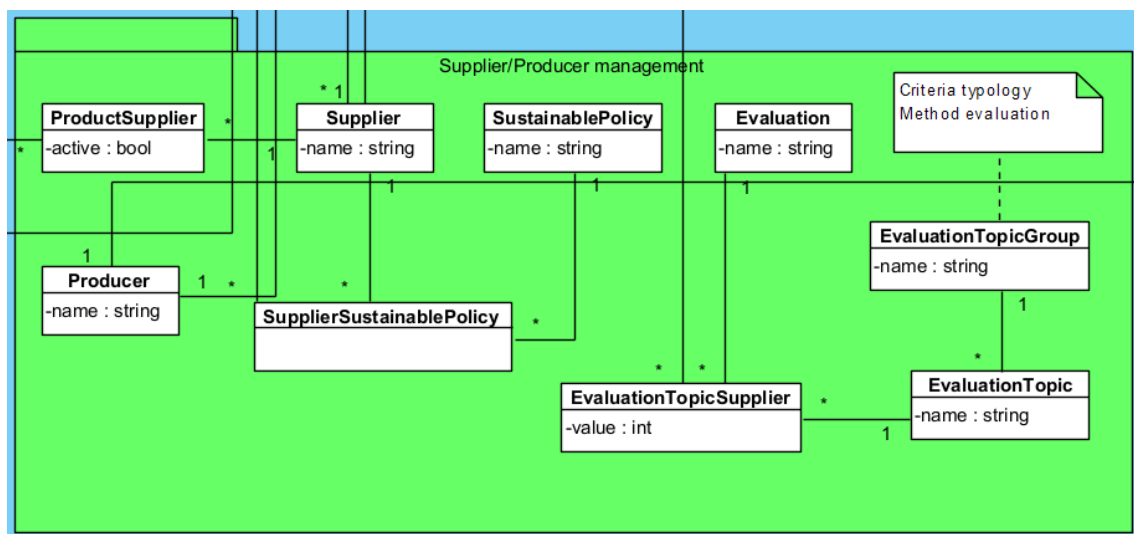 Supplier/Producer management
Criteria typology
Method evaluation
ProductSupplier
-active : bool
*
*
1
* 1
Supplier
-name : string
1
SustainablePolicy
-name : string
1
Evaluation
-name : string
1
EvaluationTopicGroup
-name : string
1
1
Producer
-name : string
1
*
*
SupplierSustainablePolicy
*
*
*
*
EvaluationTopicSupplier
-value : int
*
1
EvaluationTopic
-name : string